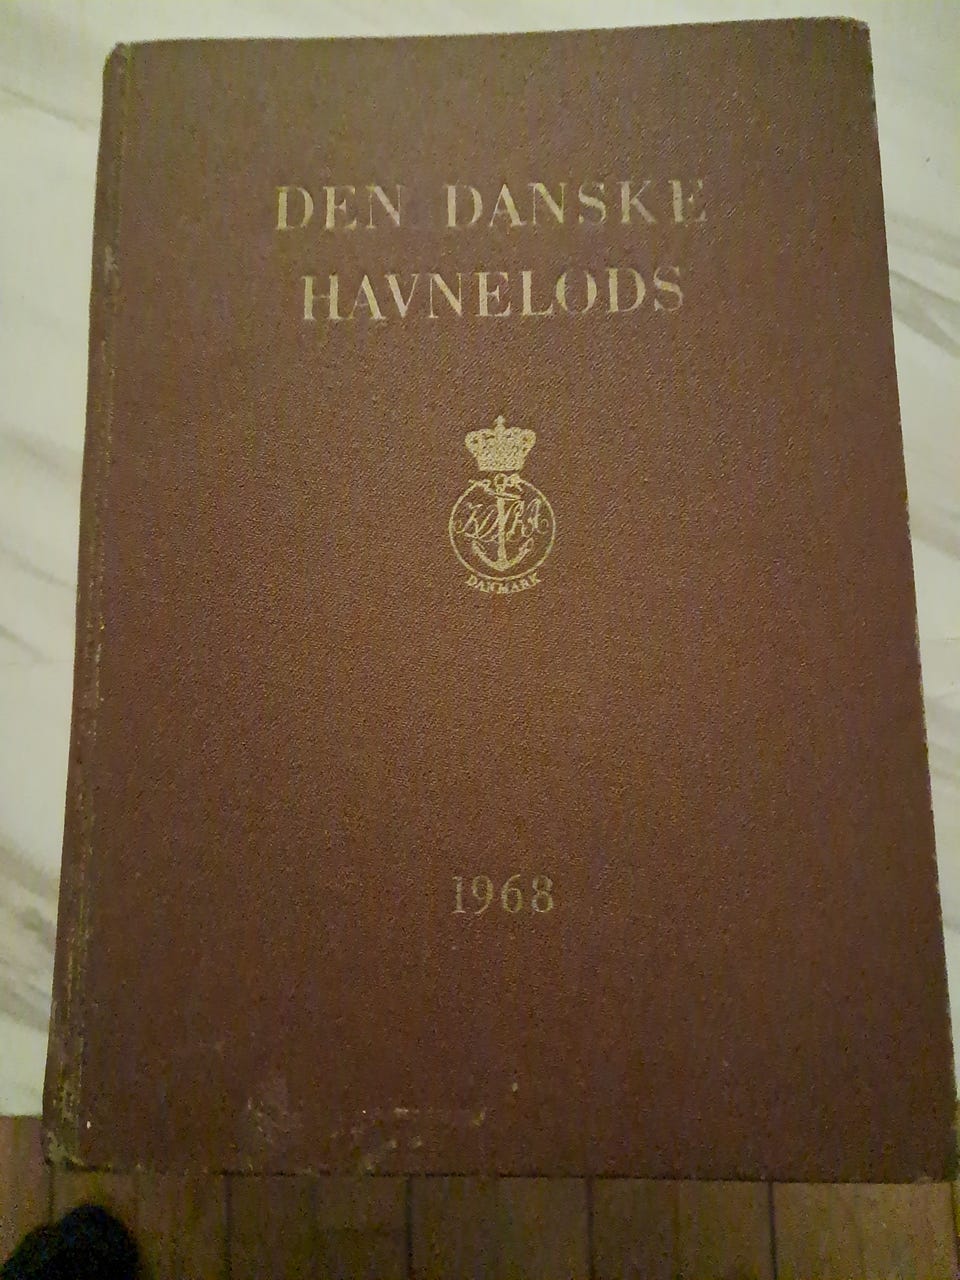 DEN DANSKE
HAVNELODS
DANMARK
1968